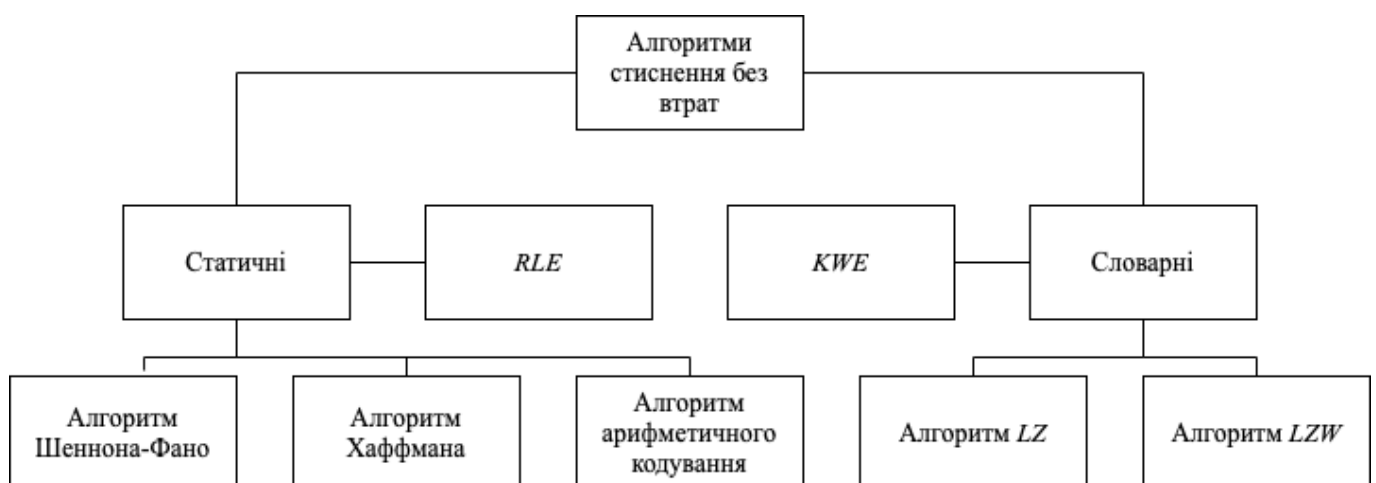 Алгоритми
стиснення без
втрат
Статичні
RLE
KWE
Словарні
Алгоритм
Шеннона-Фано
Алгоритм
Хаффмана
Алгоритм
арифметичного
кодування
Алгоритм LZ
Алгоритм LZW